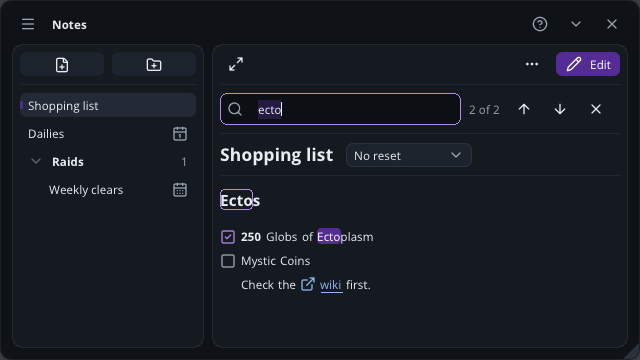 Notes
Shopping list
Dailies
1
Raids
1
Weekly clears
Edit
ecto
2 of 2
Shopping list
No reset
Ectos
250 Globs of Ectoplasm
Mystic Coins
Check the wiki first.